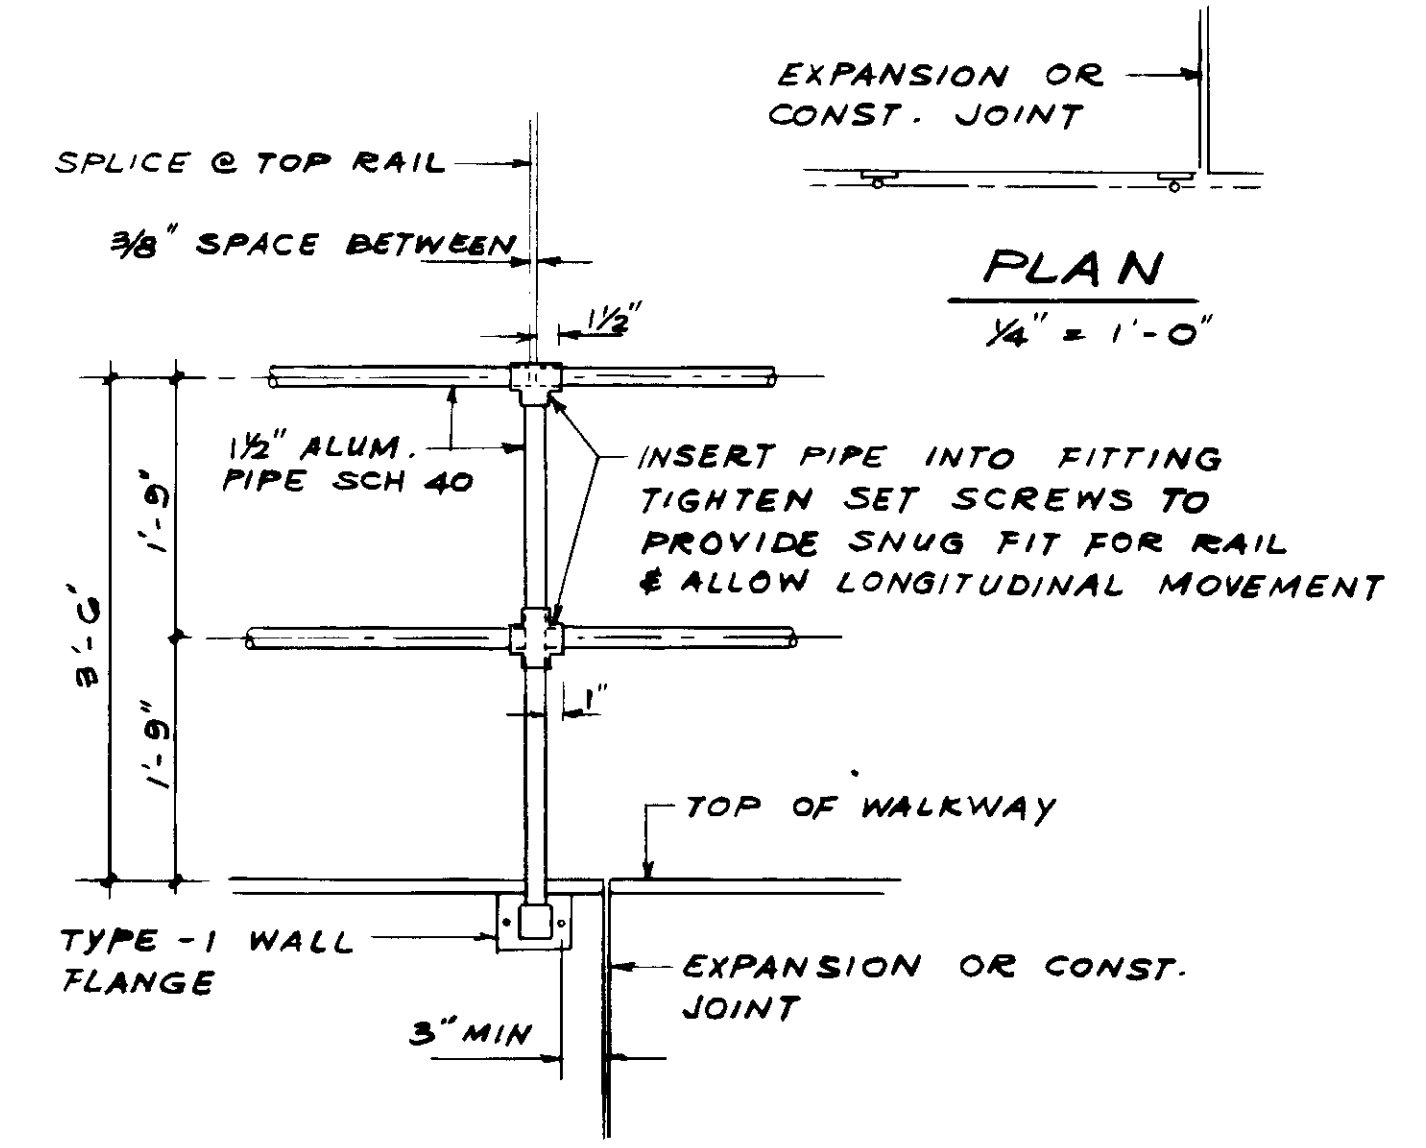 EXPANSION OR
CONST. JOINT
SPLICE @ TOP RAIL
3/8" SPACE BETWEEN
PLAN
1/4" = 1'-0"
1 1/2"
1 1/2" ALUM.
PIPE SCH 40
INSERT PIPE INTO FITTING
TIGHTEN SET SCREWS TO
PROVIDE SNUG FIT FOR RAIL
& ALLOW LONGITUDINAL MOVEMENT
1'-9"
3'-6"
1'-9"
1"
TOP OF WALKWAY
TYPE-1 WALL
FLANGE
EXPANSION OR CONST.
JOINT
3" MIN